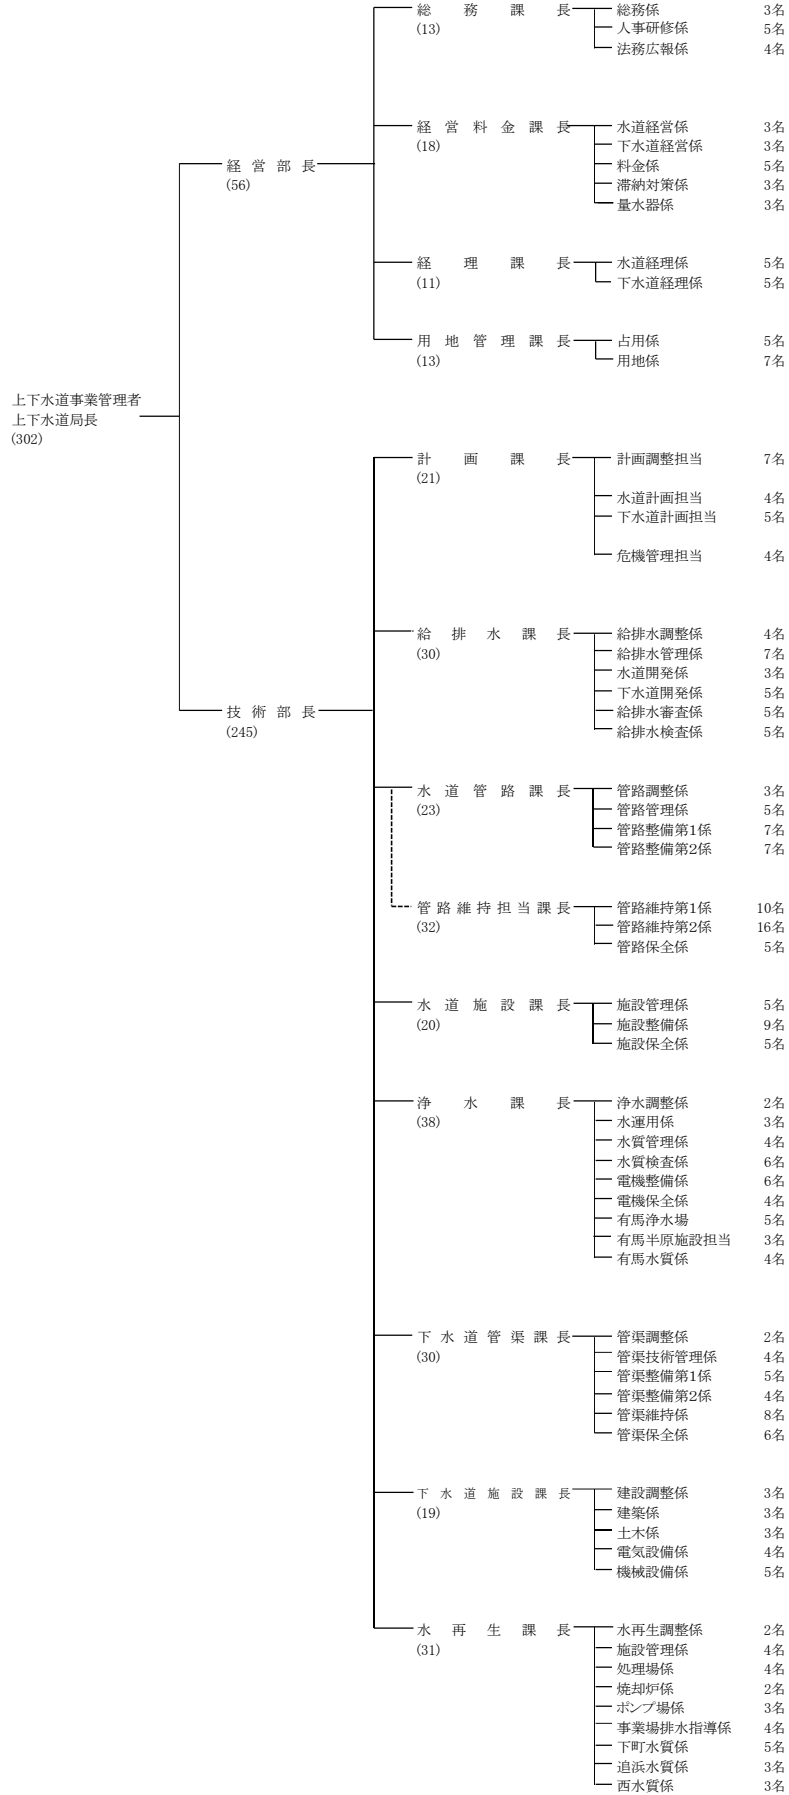 総務課長 総務係 3名
(13) 人事研修係 5名
法務広報係 4名
経営料金課長 水道経営係 3名
(18) 下水道経営係 3名
経営部長 料金係 5名
(56) 滞納対策係 3名
量水器係 3名
経理課長 水道経理係 5名
(11) 下水道経理係 5名
用地管理課長 占用係 5名
(13) 用地係 7名
上下水道事業管理者
上下水道局長
(302)
計画課長 計画調整担当 7名
(21)
水道計画担当 4名
下水道計画担当 5名
危機管理担当 4名
給排水課長 給排水調整係 4名
(30) 給排水管理係 7名
水道開発係 3名
下水道開発係 5名
技術部長 給排水審査係 5名
(245) 給排水検査係 5名
水道管路課長 管路調整係 3名
(23) 管路管理係 5名
管路整備第1係 7名
管路整備第2係 7名
管路維持担当課長 管路維持第1係 10名
(32) 管路維持第2係 16名
管路保全係 5名
水道施設課長 施設管理係 5名
(20) 施設整備係 9名
施設保全係 5名
浄水課長 浄水調整係 2名
(38) 水運用係 3名
水質管理係 4名
水質検査係 6名
電機整備係 6名
電機保全係 4名
有馬浄水場 5名
有馬半原施設担当 3名
有馬水質係 4名
下水道管渠課長 管渠調整係 2名
(30) 管渠技術管理係 4名
管渠整備第1係 5名
管渠整備第2係 4名
管渠維持係 8名
管渠保全係 6名
下水道施設課長 建設調整係 3名
(19) 建築係 3名
土木係 3名
電気設備係 4名
機械設備係 5名
水再生課長 水再生調整係 2名
(31) 施設管理係 4名
処理場係 4名
焼却炉係 2名
ポンプ場係 3名
事業場排水指導係 4名
下町水質係 5名
追浜水質係 3名
西水質係 3名